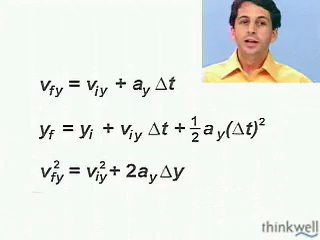 v_fy = v_iy + a_y Δt
y_f = y_i + v_iy Δt + ½ a_y (Δt)²
v_fy² = v_iy² + 2a_y Δy
thinkwell